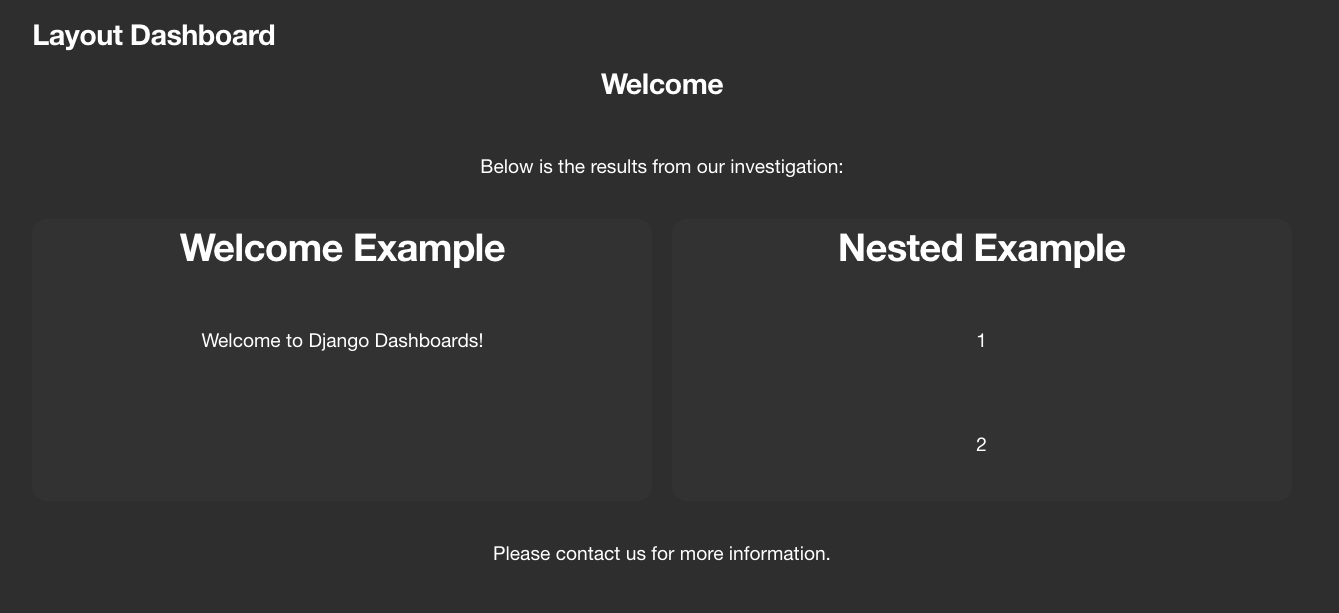 Layout Dashboard
Welcome
Below is the results from our investigation:
Welcome Example
Welcome to Django Dashboards!
Nested Example
1
2
Please contact us for more information.